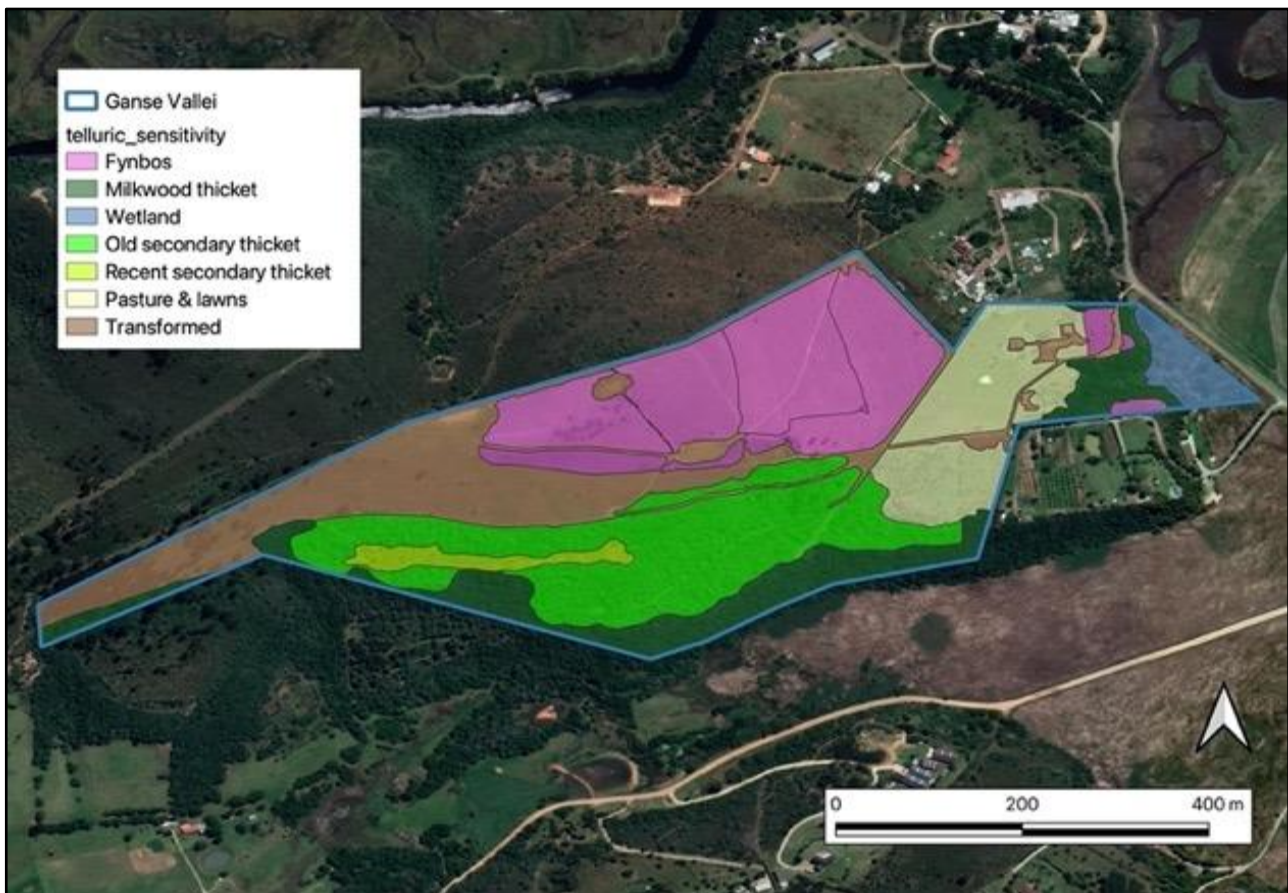 Ganse Vallei
telluric_sensitivity
Fynbos
Milkwood thicket
Wetland
Old secondary thicket
Recent secondary thicket
Pasture & lawns
Transformed
0 200 400 m